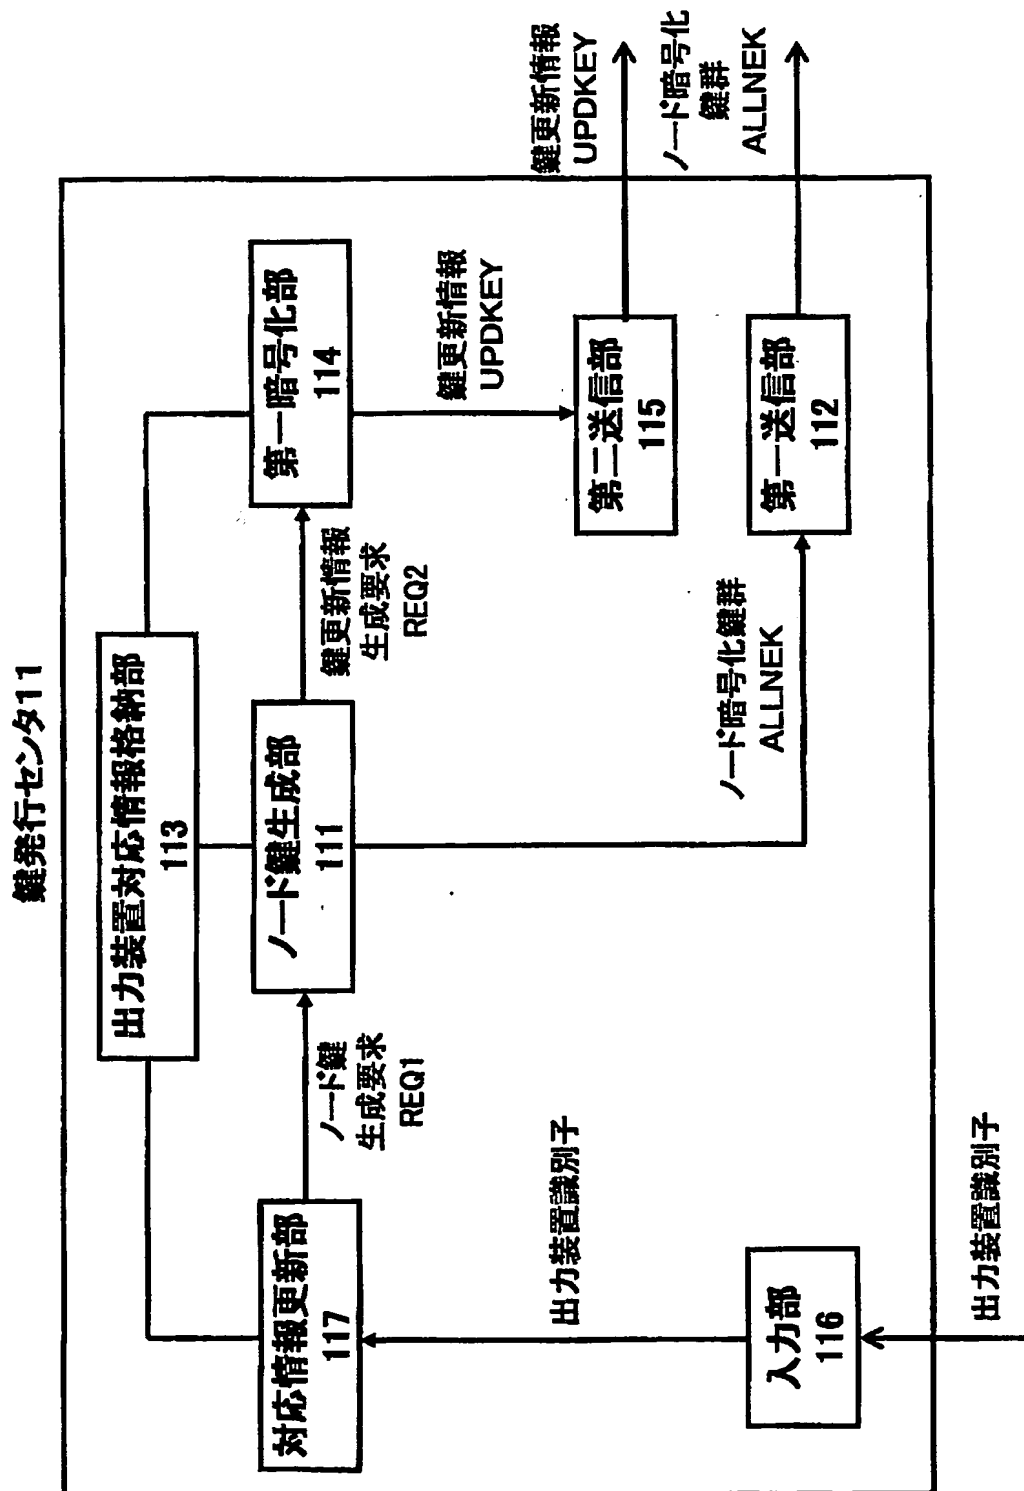 鍵発行センタ11
出力装置対応情報格納部
113
対応情報更新部
117
ノード鍵
生成要求
REQ1
ノード鍵生成部
111
鍵更新情報
生成要求
REQ2
第一暗号化部
114
鍵更新情報
UPDKEY
鍵更新情報
UPDKEY
出力装置識別子
第二送信部
115
ノード暗号化
鍵群
ALLNEK
ノード暗号化鍵群
ALLNEK
入力部
116
第一送信部
112
出力装置識別子